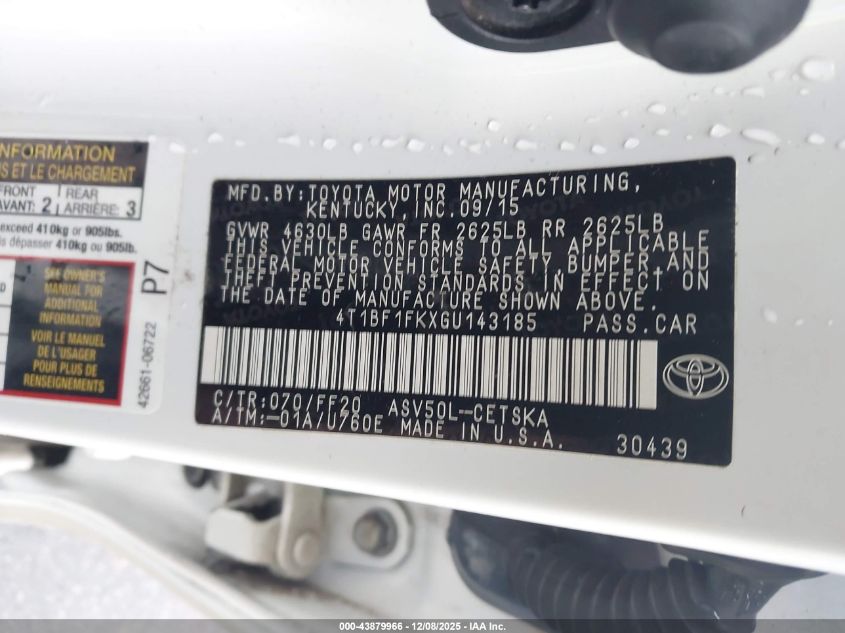 INFORMATION
S ET LE CHARGEMENT
FRONT
AVANT: 2
REAR
ARRIÈRE: 3
exceed 410kg or 905lbs.
dépasser 410kg ou 905lb.
SEE OWNER'S
MANUAL FOR
ADDITIONAL
INFORMATION
VOIR LE MANUEL
DE L'USAGER
POUR PLUS DE
RENSEIGNEMENTS
P7
42661-06722
MFD.BY:TOYOTA MOTOR MANUFACTURING,
KENTUCKY,INC.09/15
GVWR 4630LB GAWR FR 2625LB RR 2625LB
THIS VEHICLE CONFORMS TO ALL APPLICABLE
FEDERAL MOTOR VEHICLE SAFETY,BUMPER,AND
THEFT PREVENTION STANDARDS IN EFFECT ON
THE DATE OF MANUFACTURE SHOWN ABOVE.
4T1BF1FKXGU143185 PASS.CAR
C/TR:070/FF20 ASV50L-CETSKA
A/TM:-01A/U760E MADE IN U.S.A.
30439
000-43879966 - 12/08/2025 - IAA Inc.